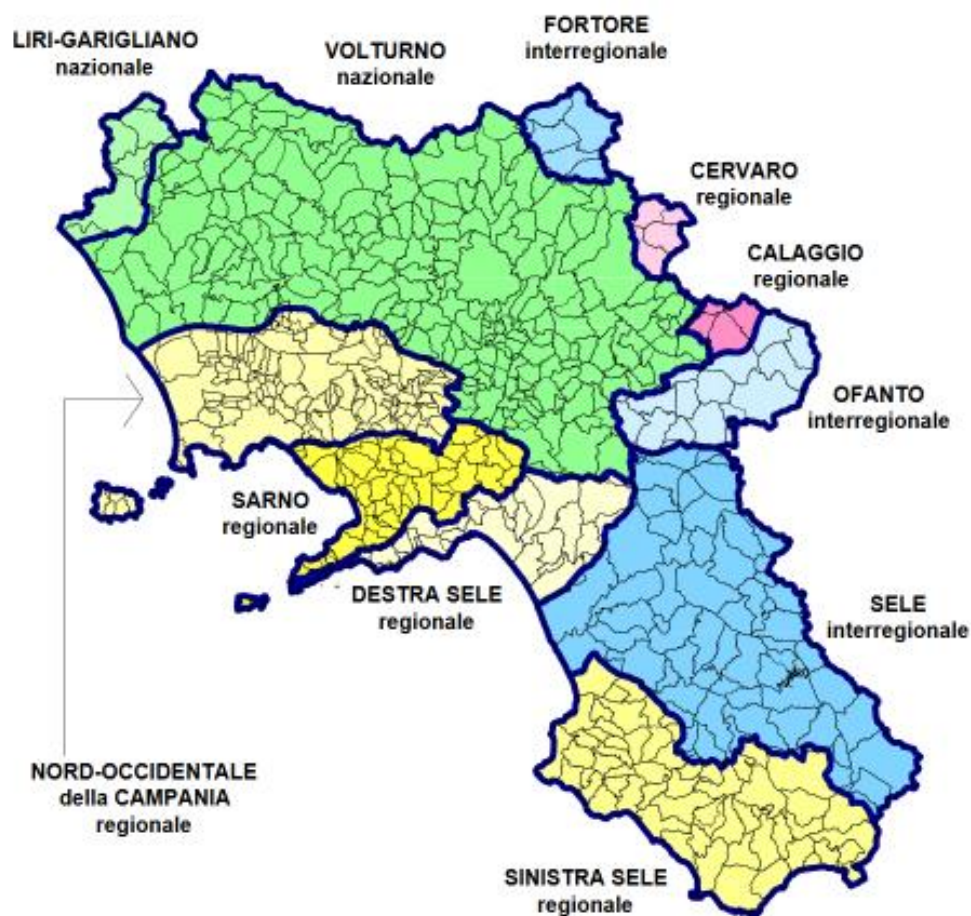 LIRI-GARIGLIANO
nazionale
VOLTURNO
nazionale
FORTORE
interregionale
CERVARO
regionale
CALAGGIO
regionale
OFANTO
interregionale
SARNO
regionale
DESTRA SELE
regionale
SELE
interregionale
NORD-OCCIDENTALE
della CAMPANIA
regionale
SINISTRA SELE
regionale